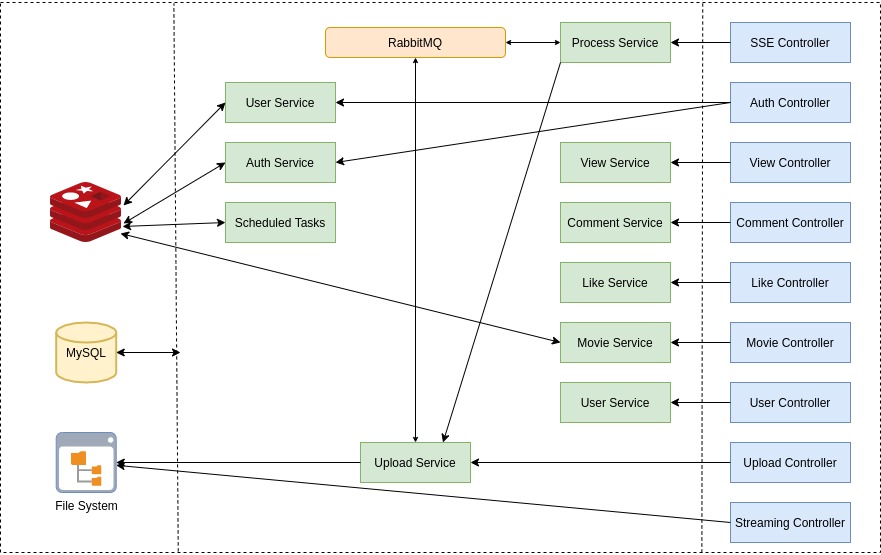 RabbitMQ
Process Service
SSE Controller
User Service
Auth Controller
Auth Service
View Service
View Controller
Scheduled Tasks
Comment Service
Comment Controller
Like Service
Like Controller
MySQL
Movie Service
Movie Controller
User Service
User Controller
Upload Service
Upload Controller
File System
Streaming Controller